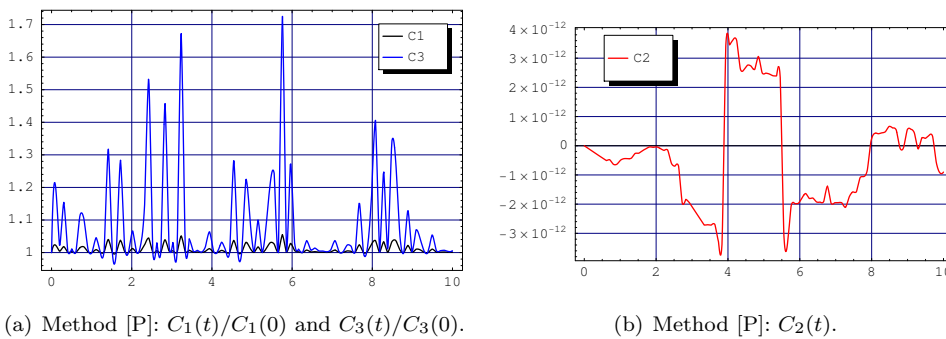 1.7
1.6
1.5
1.4
1.3
1.2
1.1
1
0 2 4 6 8 10
C1
C3
4×10⁻¹²
3×10⁻¹²
2×10⁻¹²
1×10⁻¹²
0
-1×10⁻¹²
-2×10⁻¹²
-3×10⁻¹²
0 2 4 6 8 10
C2
(a) Method [P]: C₁(t)/C₁(0) and C₃(t)/C₃(0).
(b) Method [P]: C₂(t).